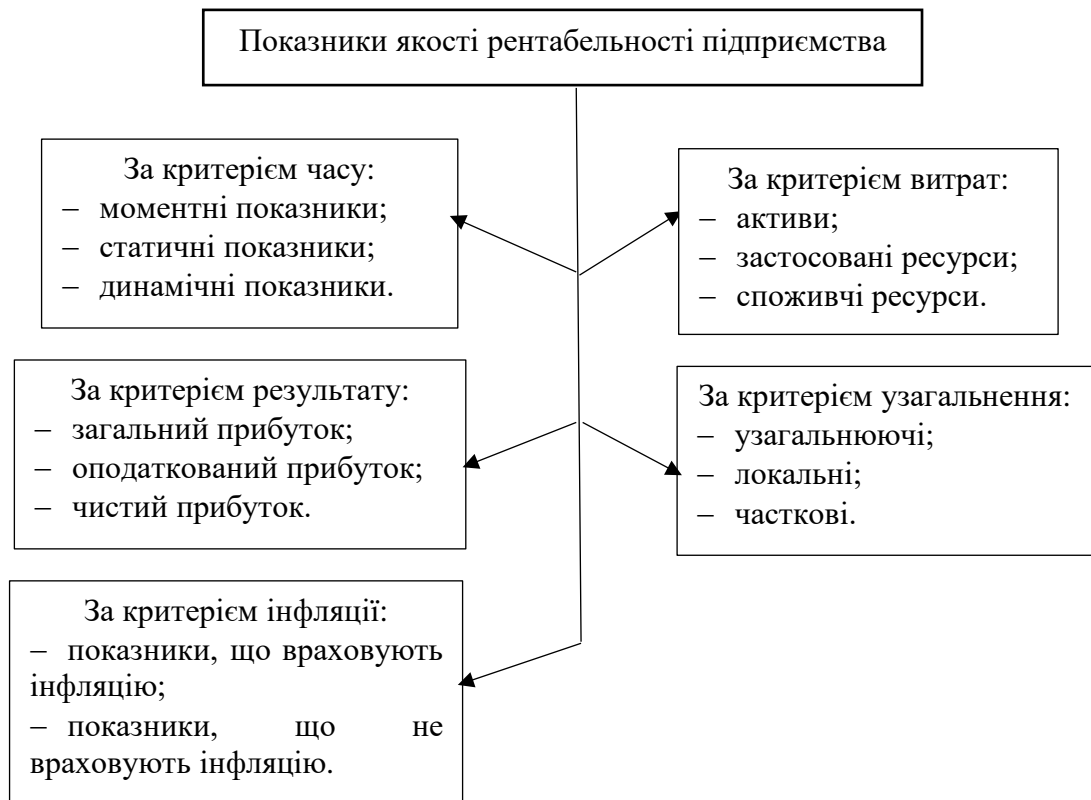 Показники якості рентабельності підприємства
За критерієм часу:
– моментні показники;
– статичні показники;
– динамічні показники.
За критерієм витрат:
– активи;
– застосовані ресурси;
– споживчі ресурси.
За критерієм результату:
– загальний прибуток;
– оподаткований прибуток;
– чистий прибуток.
За критерієм узагальнення:
– узагальнюючі;
– локальні;
– часткові.
За критерієм інфляції:
– показники, що враховують
інфляцію;
– показники, що не
враховують інфляцію.